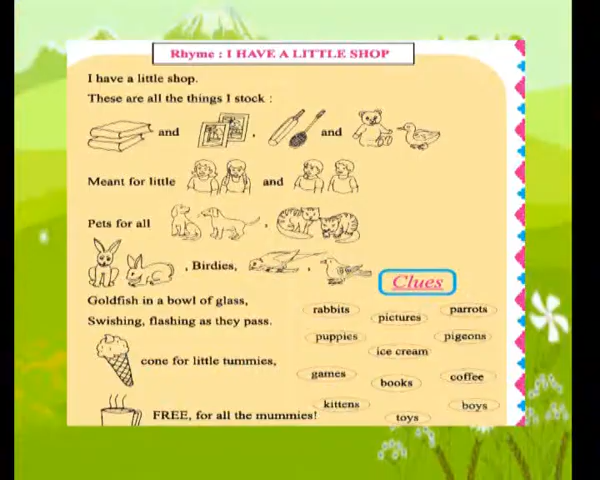 Rhyme : I HAVE A LITTLE SHOP
I have a little shop.
These are all the things I stock :
and , and
Meant for little and
Pets for all ,
, Birdies, ,
Clues
Goldfish in a bowl of glass,
Swishing, flashing as they pass.
cone for little tummies,
FREE, for all the mummies!
rabbits pictures parrots
puppies ice cream pigeons
games books coffee
kittens toys boys